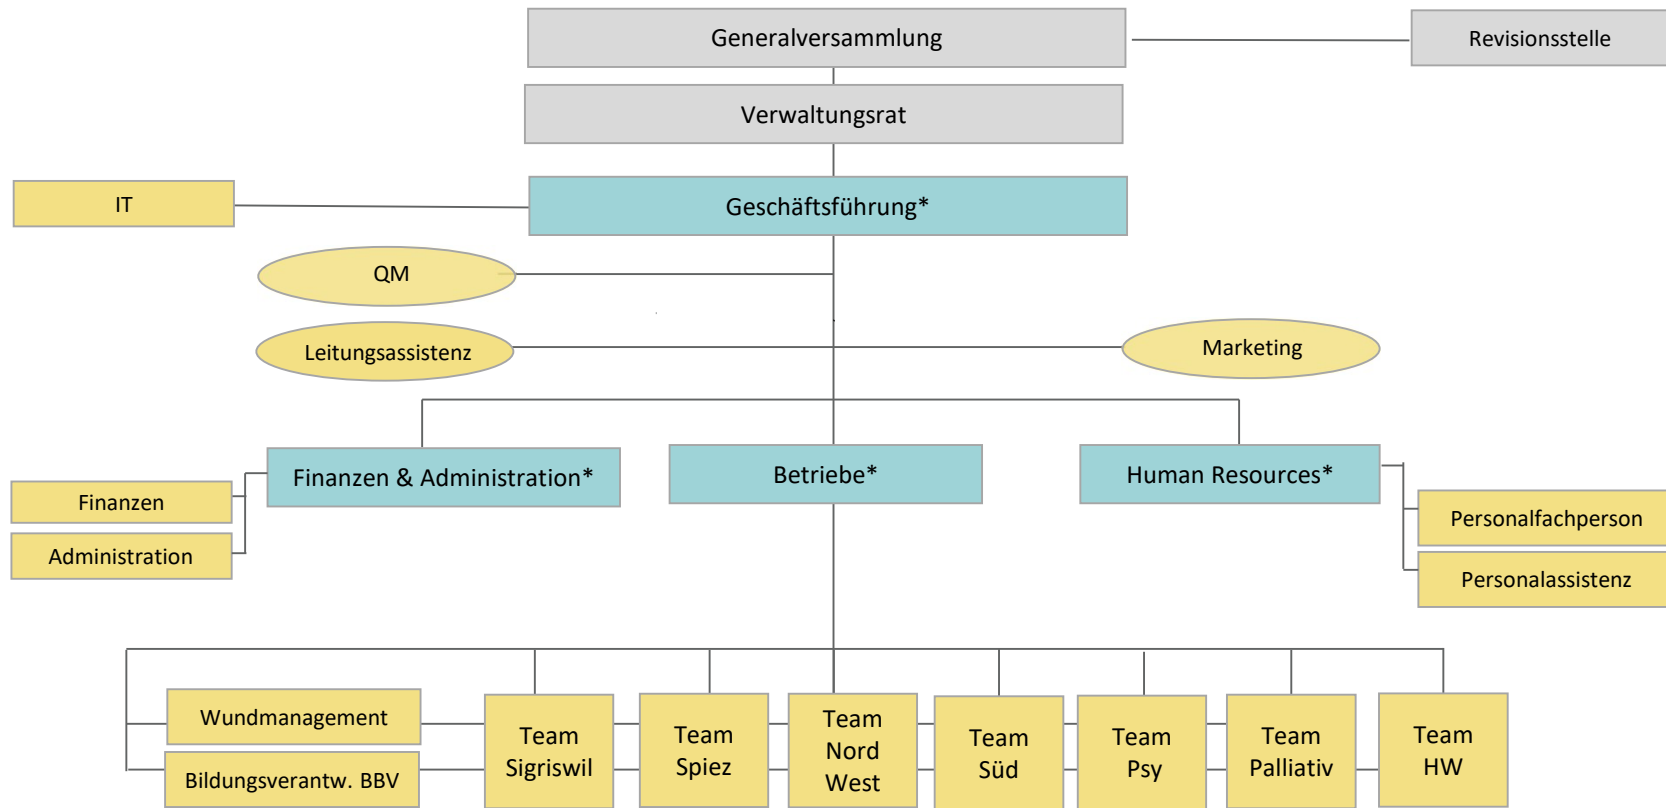 Generalversammlung
Revisionsstelle
Verwaltungsrat
IT
Geschäftsführung*
QM
Leitungsassistenz
Marketing
Finanzen & Administration*
Betriebe*
Human Resources*
Finanzen
Administration
Personalfachperson
Personalassistenz
Wundmanagement
Bildungsverantw. BBV
Team
Sigriswil
Team
Spiez
Team
Nord
West
Team
Süd
Team
Psy
Team
Palliativ
Team
HW